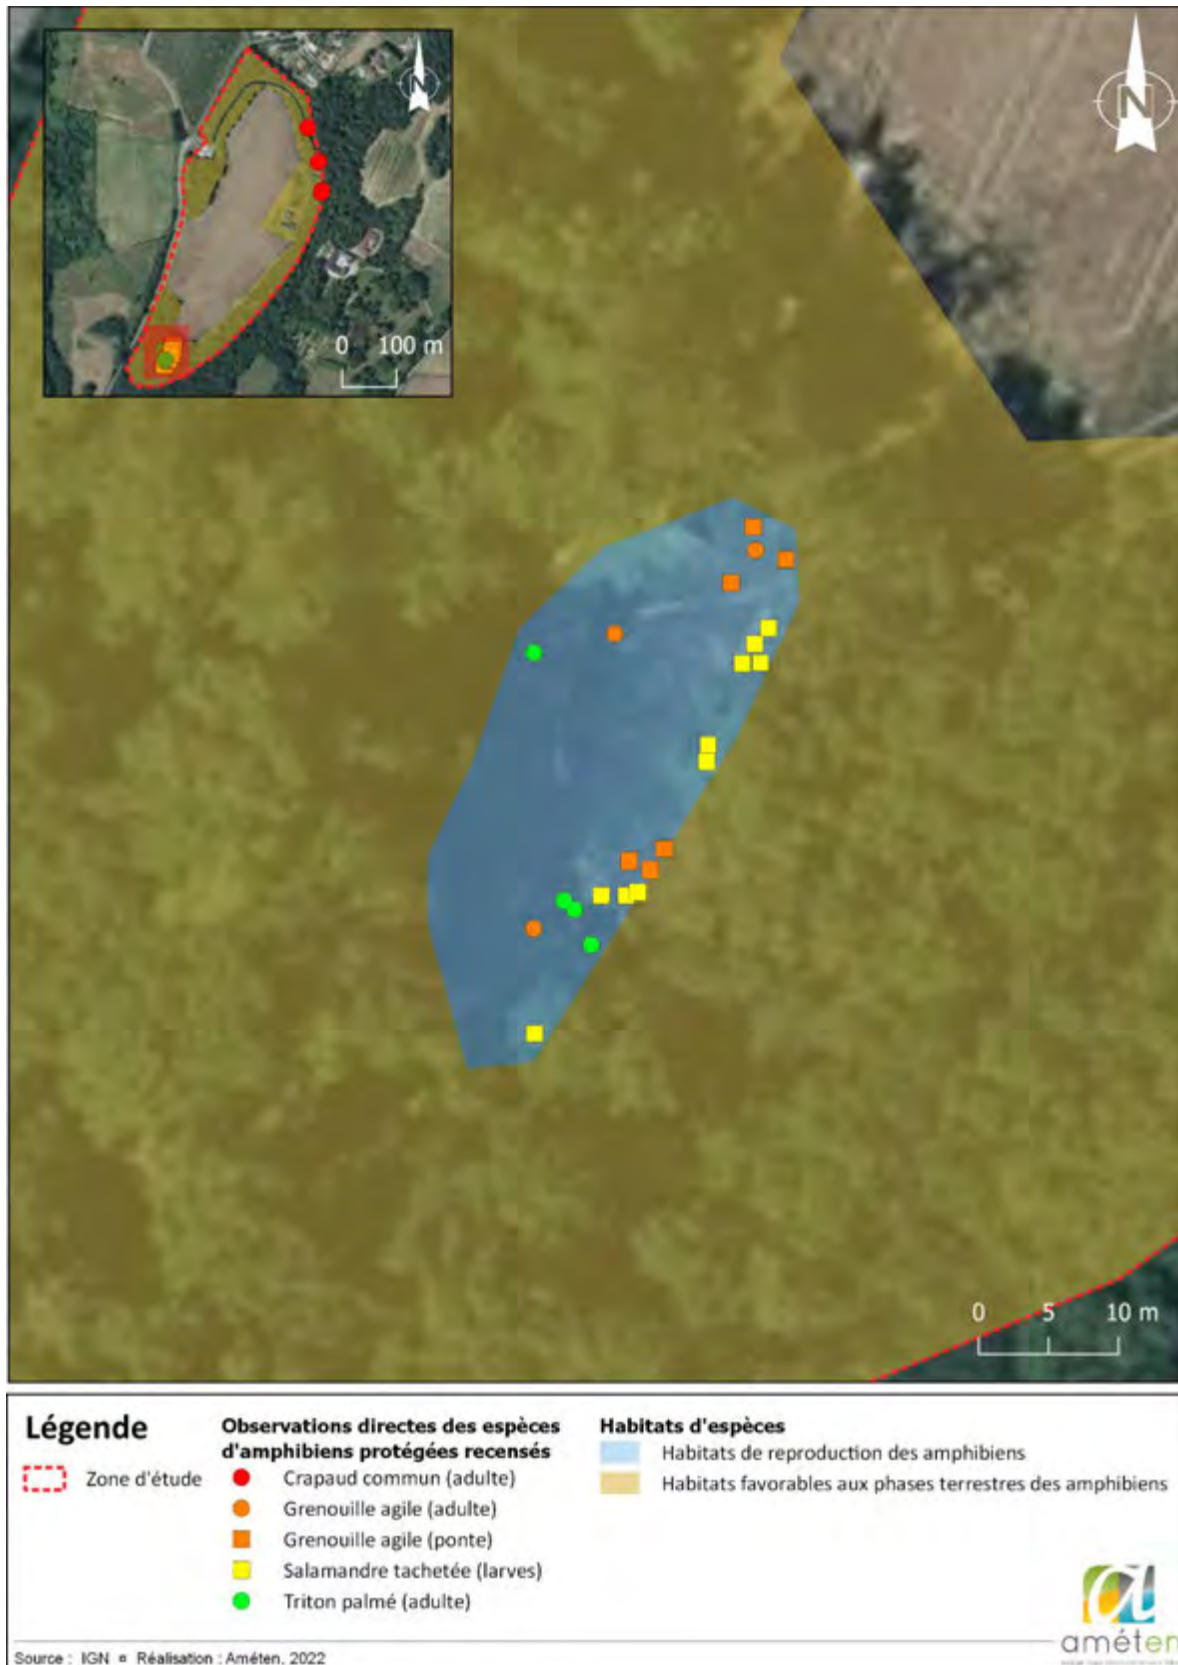 N
0 100 m
N
0 5 10 m
Légende
Zone d'étude
Observations directes des espèces
d'amphibiens protégées recensés
Crapaud commun (adulte)
Grenouille agile (adulte)
Grenouille agile (ponte)
Salamandre tachetée (larves)
Triton palmé (adulte)
Habitats d'espèces
Habitats de reproduction des amphibiens
Habitats favorables aux phases terrestres des amphibiens
améten
Source : IGN ¤ Réalisation : Améten, 2022